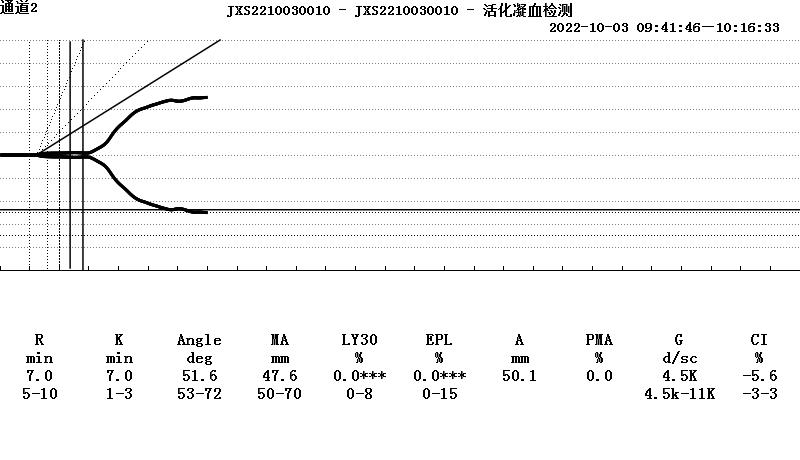 通道2
JXS2210030010 - JXS2210030010 - 活化凝血检测
2022-10-03 09:41:46—10:16:33
R K Angle MA LY30 EPL A PMA G CI
min min deg mm % % mm % d/sc %
7.0 7.0 51.6 47.6 0.0*** 0.0*** 50.1 0.0 4.5K -5.6
5-10 1-3 53-72 50-70 0-8 0-15 4.5k-11K -3-3